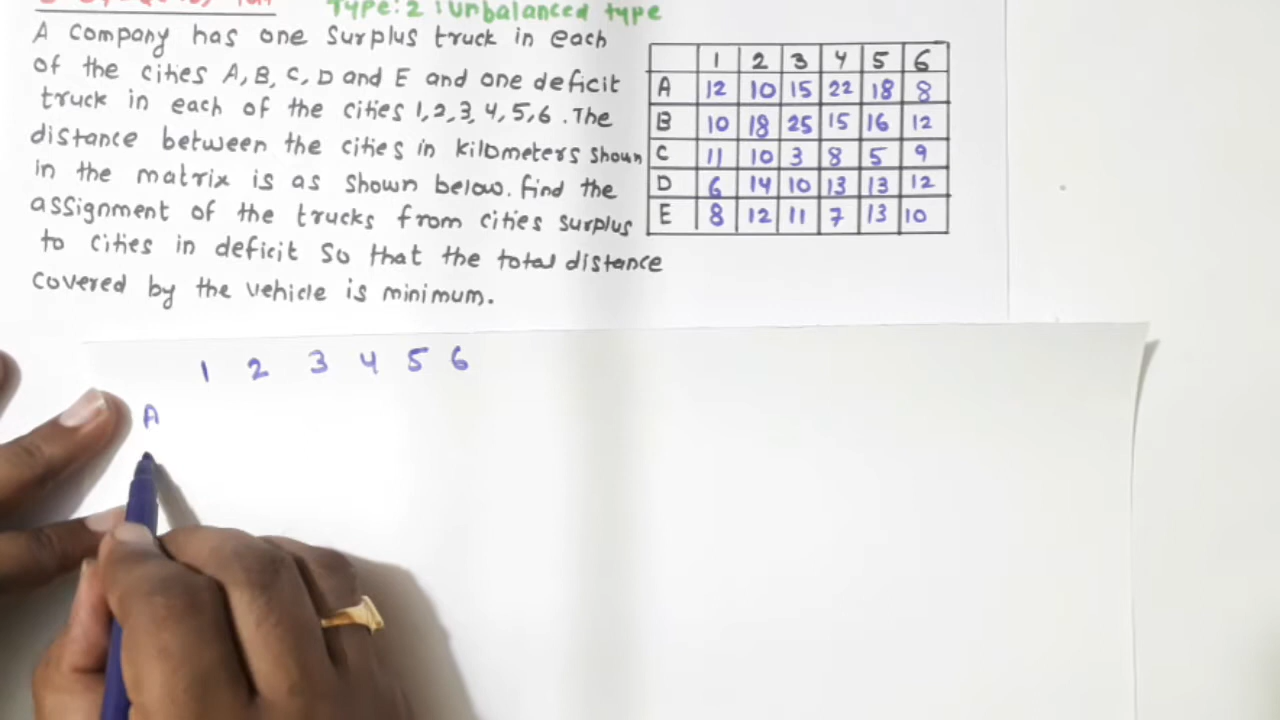 Type: 2 : Unbalanced type
A company has one surplus truck in each
of the cities A, B, C, D and E and one deficit
truck in each of the cities 1, 2, 3, 4, 5, 6 . The
distance between the cities in kilometers shown
in the matrix is as shown below. Find the
assignment of the trucks from cities surplus
to cities in deficit so that the total distance
covered by the vehicle is minimum.
1 2 3 4 5 6
A 12 10 15 22 18 8
B 10 18 25 15 16 12
C 11 10 3 8 5 9
D 6 14 10 13 13 12
E 8 12 11 7 13 10
1 2 3 4 5 6
A